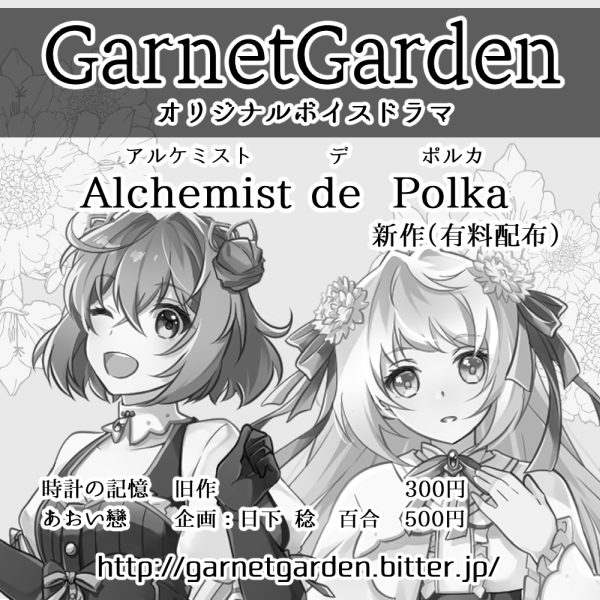 GarnetGarden
オリジナルボイスドラマ
アルケミスト デ ポルカ
Alchemist de Polka
新作(有料配布)
時計の記憶 旧作 300円
あおい戀 企画:日下 稔 百合 500円
http://garnetgarden.bitter.jp/